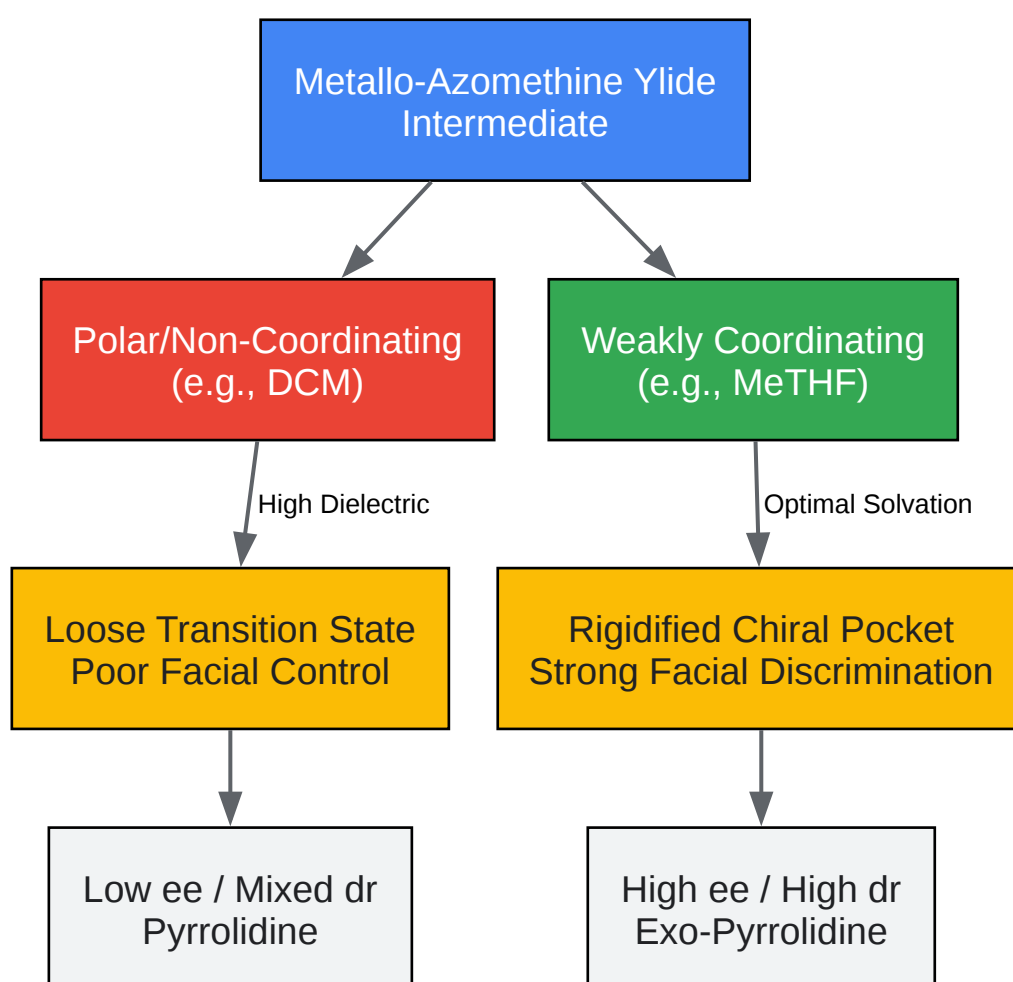 Metallo-Azomethine Ylide
Intermediate
Polar/Non-Coordinating
(e.g., DCM)
Weakly Coordinating
(e.g., MeTHF)
High Dielectric
Optimal Solvation
Loose Transition State
Poor Facial Control
Rigidified Chiral Pocket
Strong Facial Discrimination
Low ee / Mixed dr
Pyrrolidine
High ee / High dr
Exo-Pyrrolidine